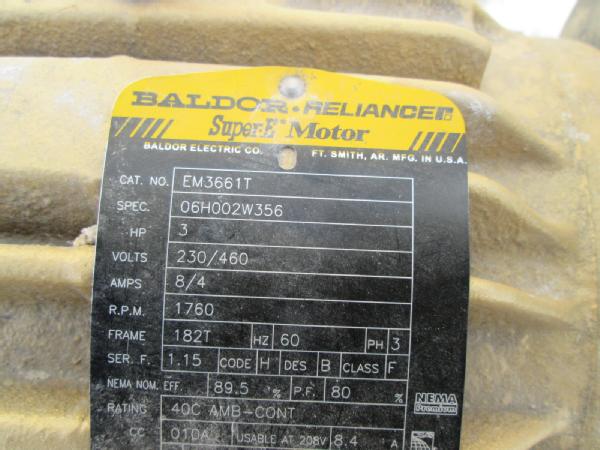 BALDOR • RELIANCE
Super-E Motor
BALDOR ELECTRIC CO. FT. SMITH, AR. MFG. IN U.S.A.
CAT. NO. EM3661T
SPEC. 06H002W356
HP 3
VOLTS 230/460
AMPS 8/4
R.P.M. 1760
FRAME 182T HZ 60 PH 3
SER. F. 1.15 CODE H DES B CLASS F
NEMA NOM. EFF. 89.5 % P.F. 80 %
NEMA
Premium
RATING 40C AMB-CONT
CC 010A USABLE AT 208V 8.4 A